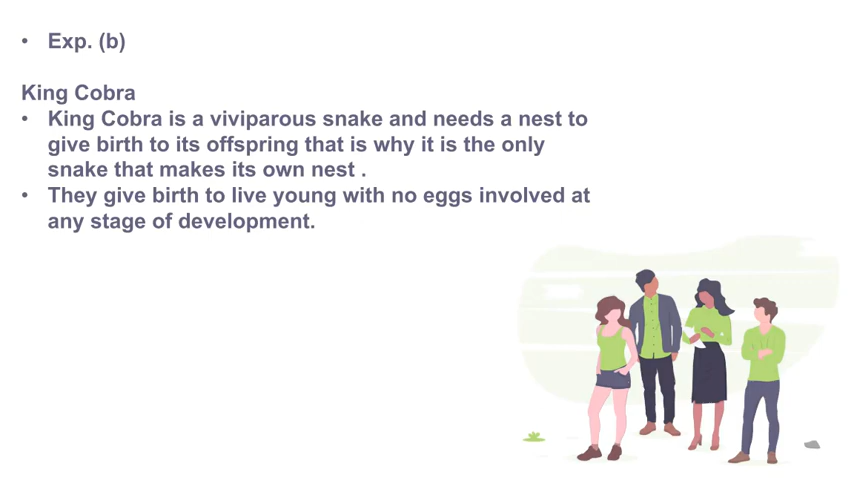 • Exp. (b)
King Cobra
• King Cobra is a viviparous snake and needs a nest to
give birth to its offspring that is why it is the only
snake that makes its own nest .
• They give birth to live young with no eggs involved at
any stage of development.